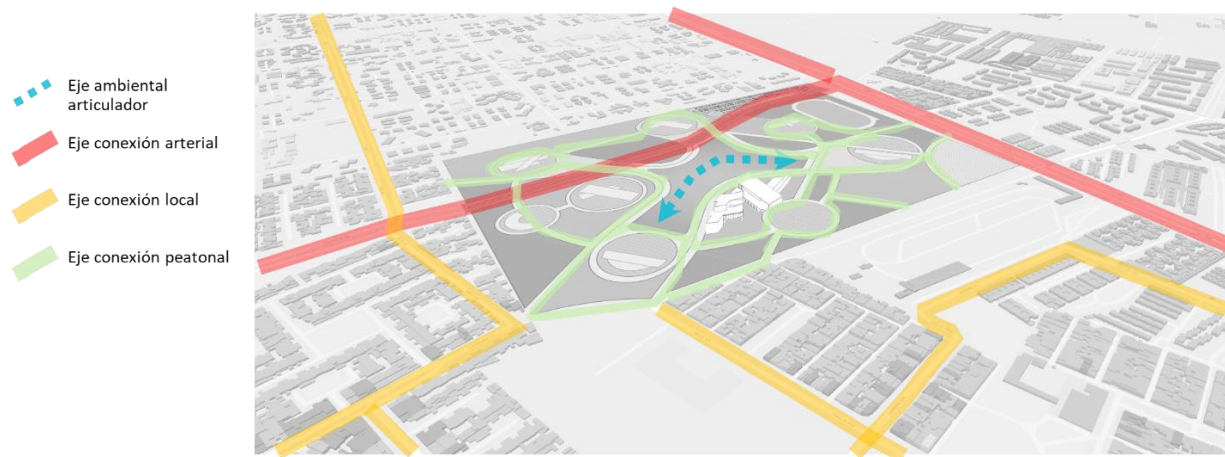 Eje ambiental
articulador
Eje conexión arterial
Eje conexión local
Eje conexión peatonal